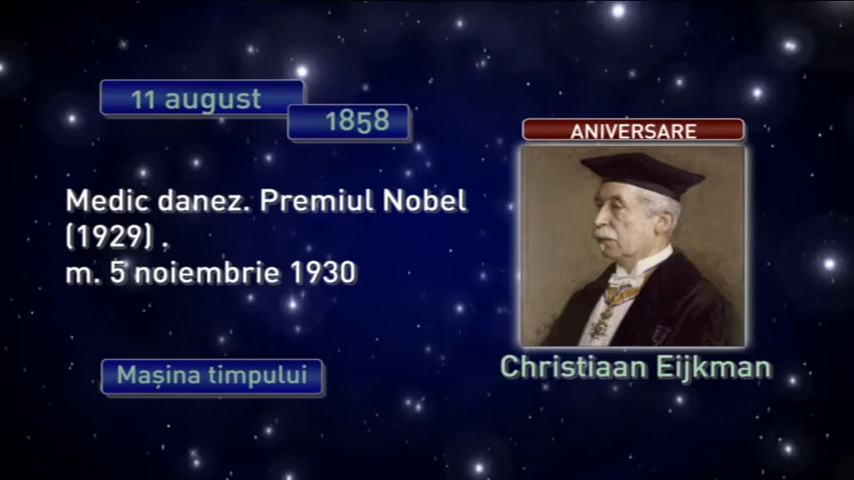 11 august
1858
ANIVERSARE
Medic danez. Premiul Nobel
(1929) .
m. 5 noiembrie 1930
Christiaan Eijkman
Mașina timpului